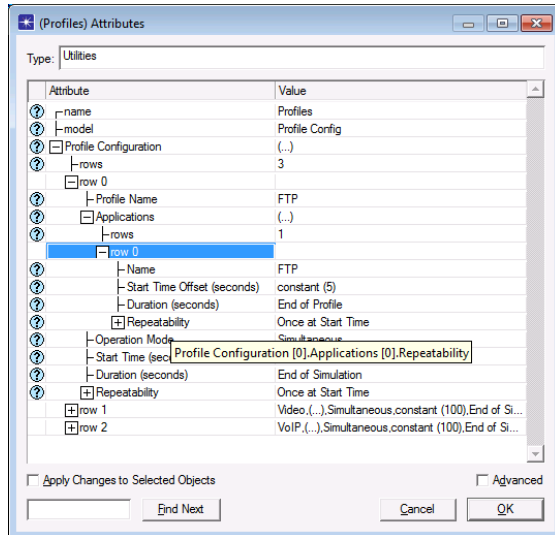 (Profiles) Attributes
Type: Utilities
Attribute Value
name Profiles
model Profile Config
Profile Configuration (...)
rows 3
row 0
Profile Name FTP
Applications (...)
rows 1
row 0
Name FTP
Start Time Offset (seconds) constant (5)
Duration (seconds) End of Profile
Repeatability Once at Start Time
Operation Mode Simultaneous
Start Time (sec
Profile Configuration [0].Applications [0].Repeatability
Duration (seconds) End of Simulation
Repeatability Once at Start Time
row 1 Video,(...),Simultaneous,constant (100),End of Si...
row 2 VoIP,(...),Simultaneous,constant (100),End of Si...
Apply Changes to Selected Objects Advanced
Find Next Cancel OK